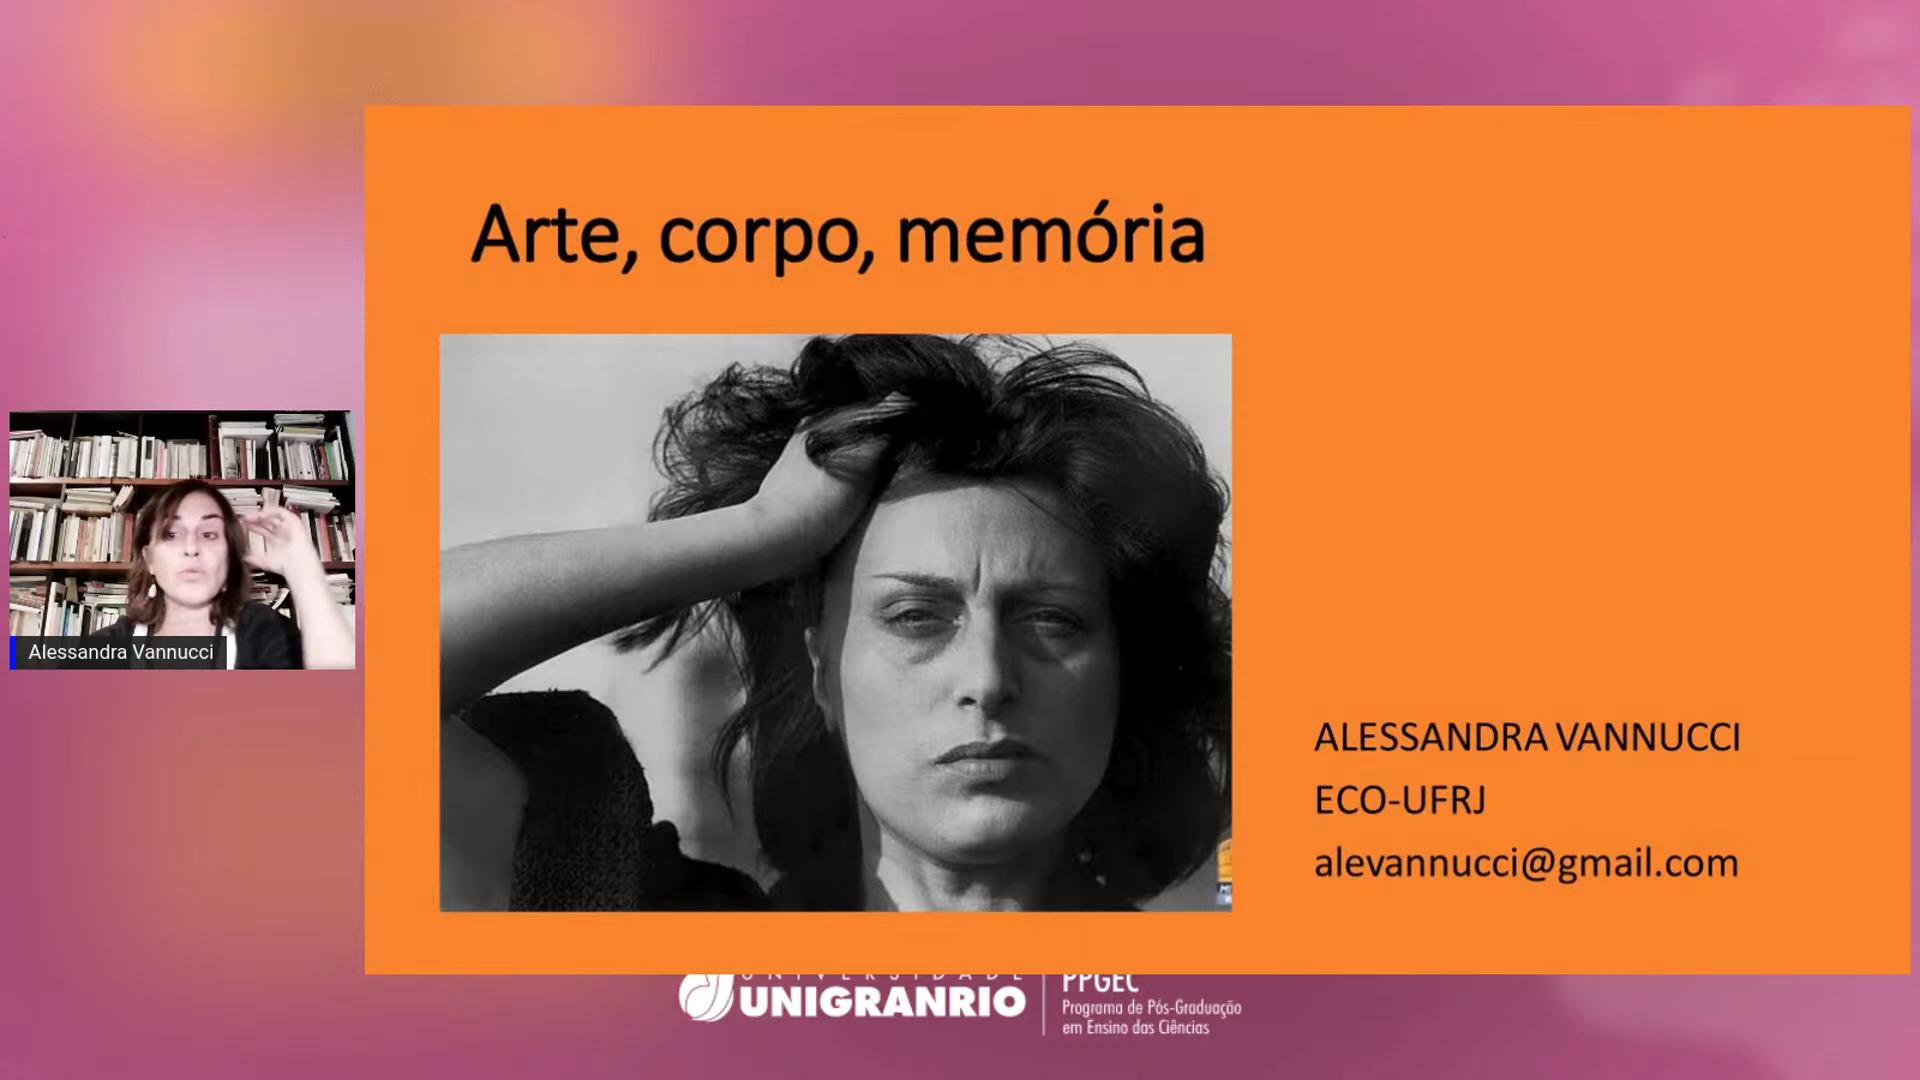 Arte, corpo, memória
Alessandra Vannucci
ALESSANDRA VANNUCCI
ECO-UFRJ
alevannucci@gmail.com
UNIVERSIDADE
UNIGRANRIO
PPGEC
Programa de Pós-Graduação
em Ensino das Ciências